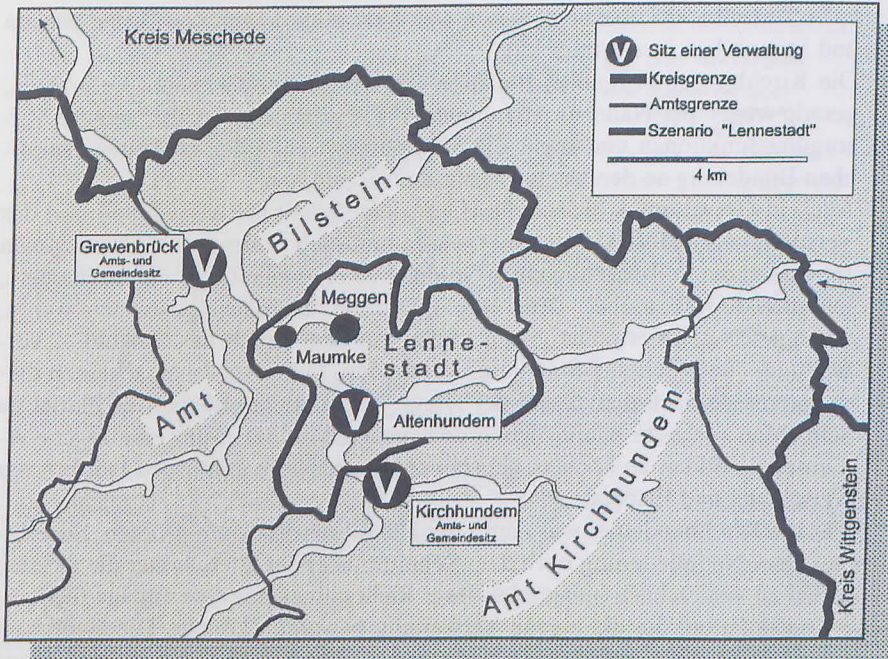 Kreis Meschede
V Sitz einer Verwaltung
Kreisgrenze
Amtsgrenze
Szenario "Lennestadt"
4 km
Bilstein
Grevenbrück
Amts- und
Gemeindesitz
V
Meggen
Maumke
Lenne-
stadt
Amt
V
Altenhundem
V
Kirchhundem
Amts- und
Gemeindesitz
Amt Kirchhundem
Kreis Wittgenstein